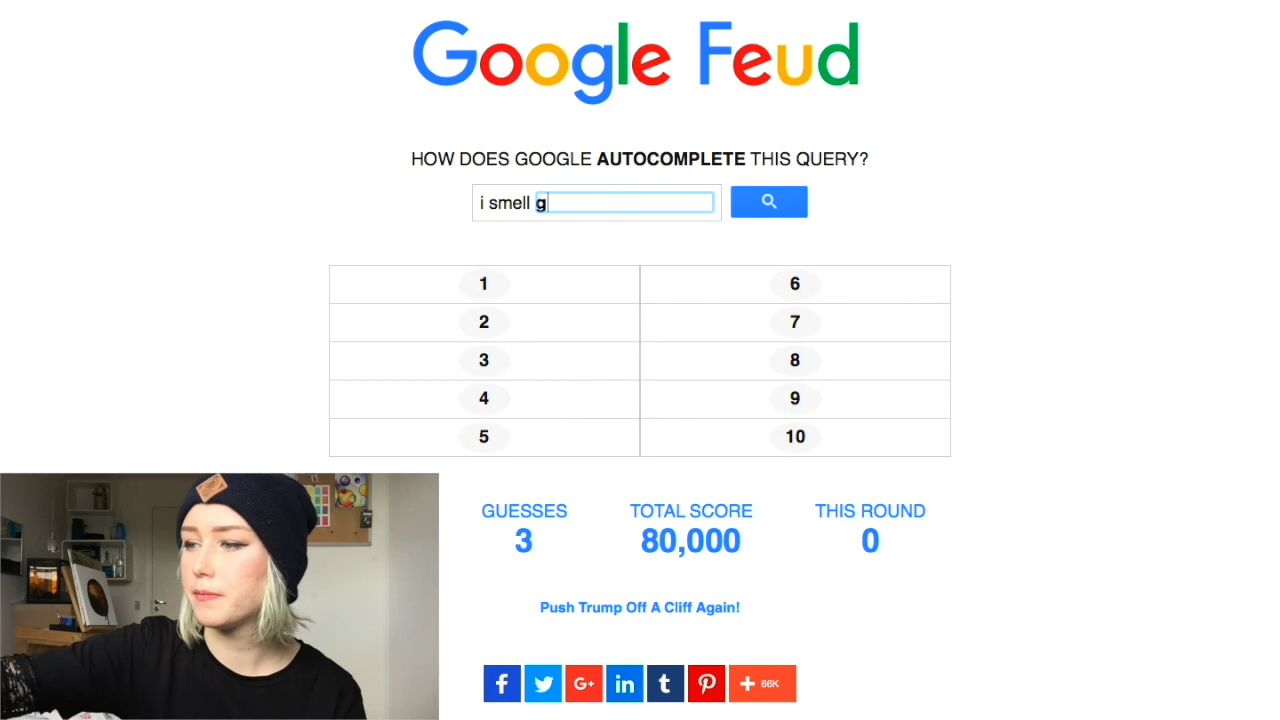 Google Feud
HOW DOES GOOGLE AUTOCOMPLETE THIS QUERY?
i smell g
1 6
2 7
3 8
4 9
5 10
GUESSES TOTAL SCORE THIS ROUND
3 80,000 0
Push Trump Off A Cliff Again!
f G+ in t + 66K